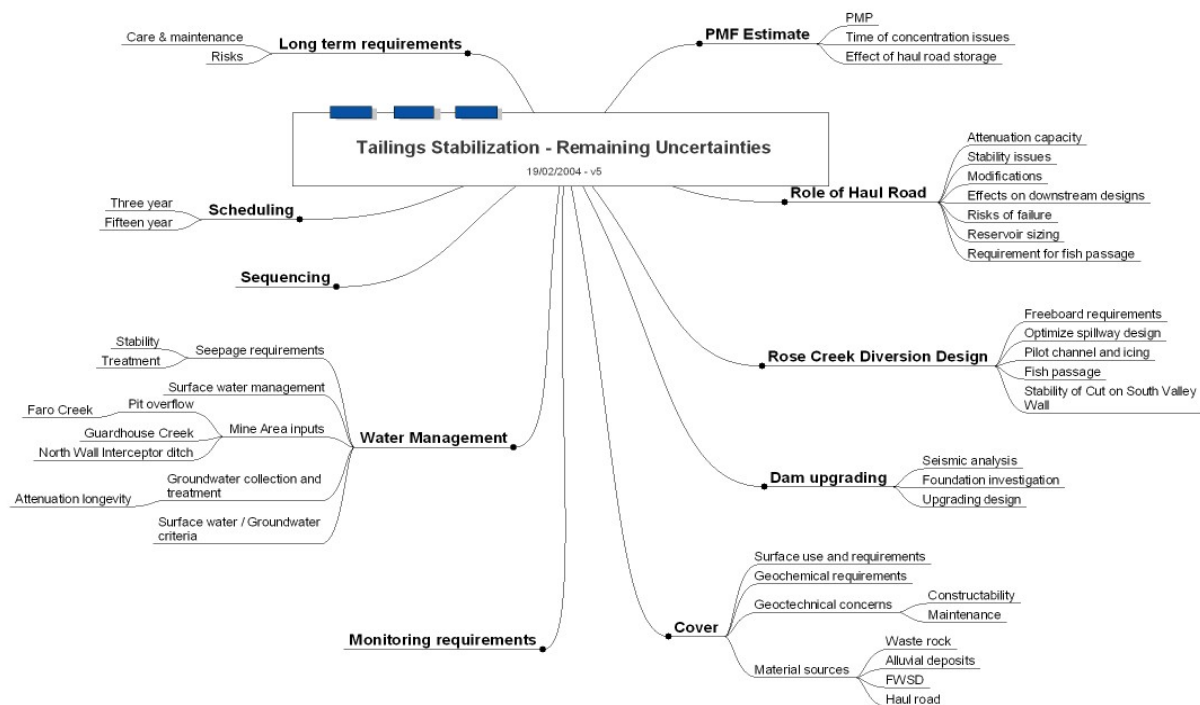 Tailings Stabilization - Remaining Uncertainties
19/02/2004 - v5
Long term requirements
Care & maintenance
Risks
Scheduling
Three year
Fifteen year
Sequencing
Water Management
Seepage requirements
Stability
Treatment
Surface water management
Mine Area inputs
Pit overflow
Faro Creek
Guardhouse Creek
North Wall Interceptor ditch
Groundwater collection and
treatment
Attenuation longevity
Surface water / Groundwater
criteria
Monitoring requirements
PMF Estimate
PMP
Time of concentration issues
Effect of haul road storage
Role of Haul Road
Attenuation capacity
Stability issues
Modifications
Effects on downstream designs
Risks of failure
Reservoir sizing
Requirement for fish passage
Rose Creek Diversion Design
Freeboard requirements
Optimize spillway design
Pilot channel and icing
Fish passage
Stability of Cut on South Valley
Wall
Dam upgrading
Seismic analysis
Foundation investigation
Upgrading design
Cover
Surface use and requirements
Geochemical requirements
Geotechnical concerns
Constructability
Maintenance
Material sources
Waste rock
Alluvial deposits
FWSD
Haul road